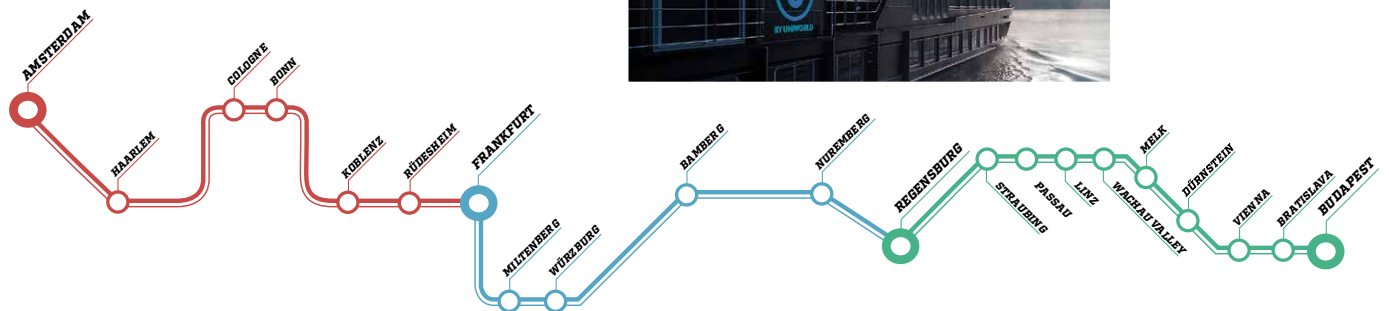 BY UNIWORLD
AMSTERDAM
HAARLEM
COLOGNE
BONN
KOBLENZ
RÜDESHEIM
FRANKFURT
MILTENBERG
WÜRZBURG
BAMBERG
NUREMBERG
REGENSBURG
STRAUBING
PASSAU
LINZ
WACHAU VALLEY
MELK
DÜRNSTEIN
VIENNA
BRATISLAVA
BUDAPEST